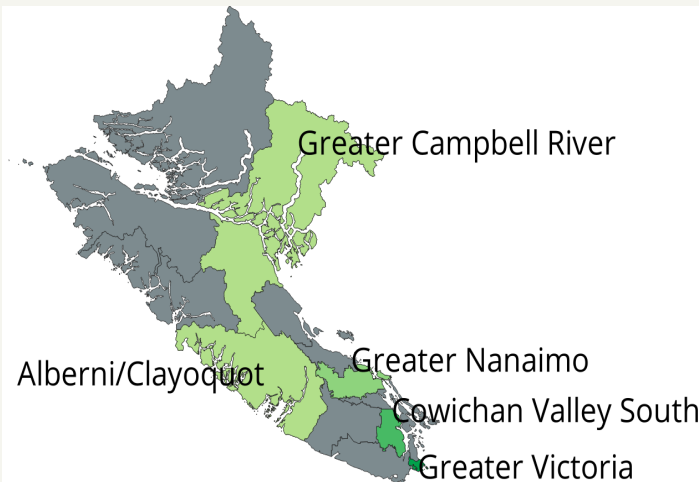 Greater Campbell River
Greater Nanaimo
Alberni/Clayoquot
Cowichan Valley South
Greater Victoria